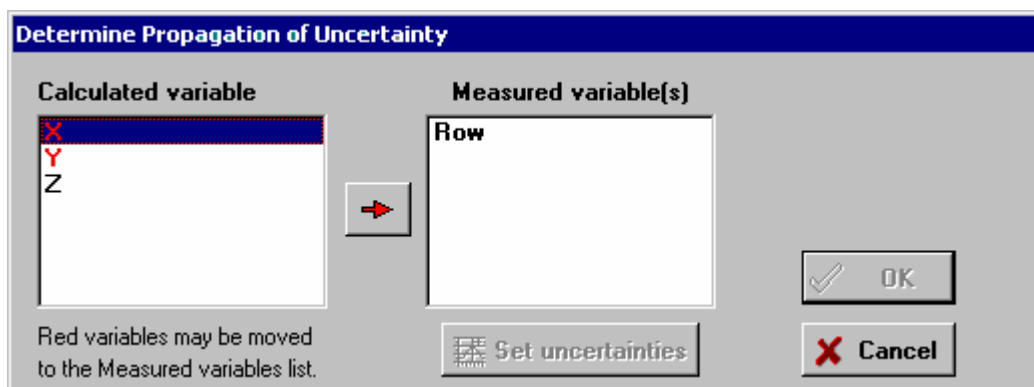 Determine Propagation of Uncertainty
Calculated variable
Measured variable(s)
X
Y
Z
Row
OK
Red variables may be moved
to the Measured variables list.
Set uncertainties
Cancel